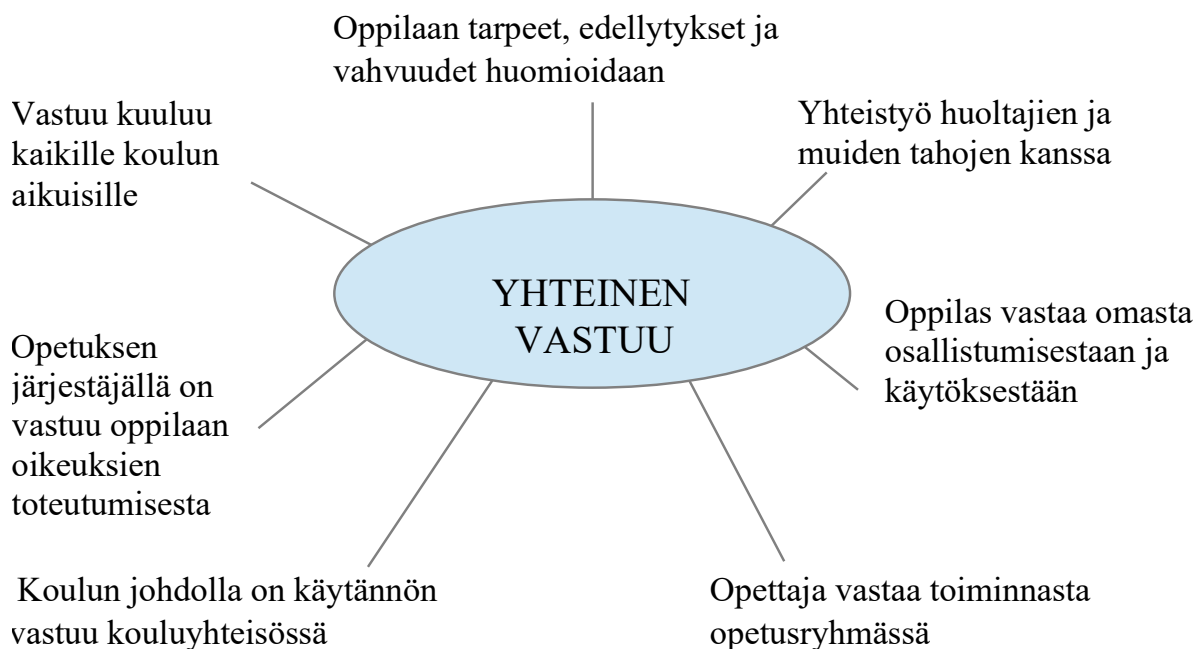 Oppilaan tarpeet, edellytykset ja
vahvuudet huomioidaan
Vastuu kuuluu
kaikille koulun
aikuisille
Yhteistyö huoltajien ja
muiden tahojen kanssa
YHTEINEN
VASTUU
Oppilas vastaa omasta
osallistumisestaan ja
käytöksestään
Opetuksen
järjestäjällä on
vastuu oppilaan
oikeuksien
toteutumisesta
Koulun johdolla on käytännön
vastuu kouluyhteisössä
Opettaja vastaa toiminnasta
opetusryhmässä